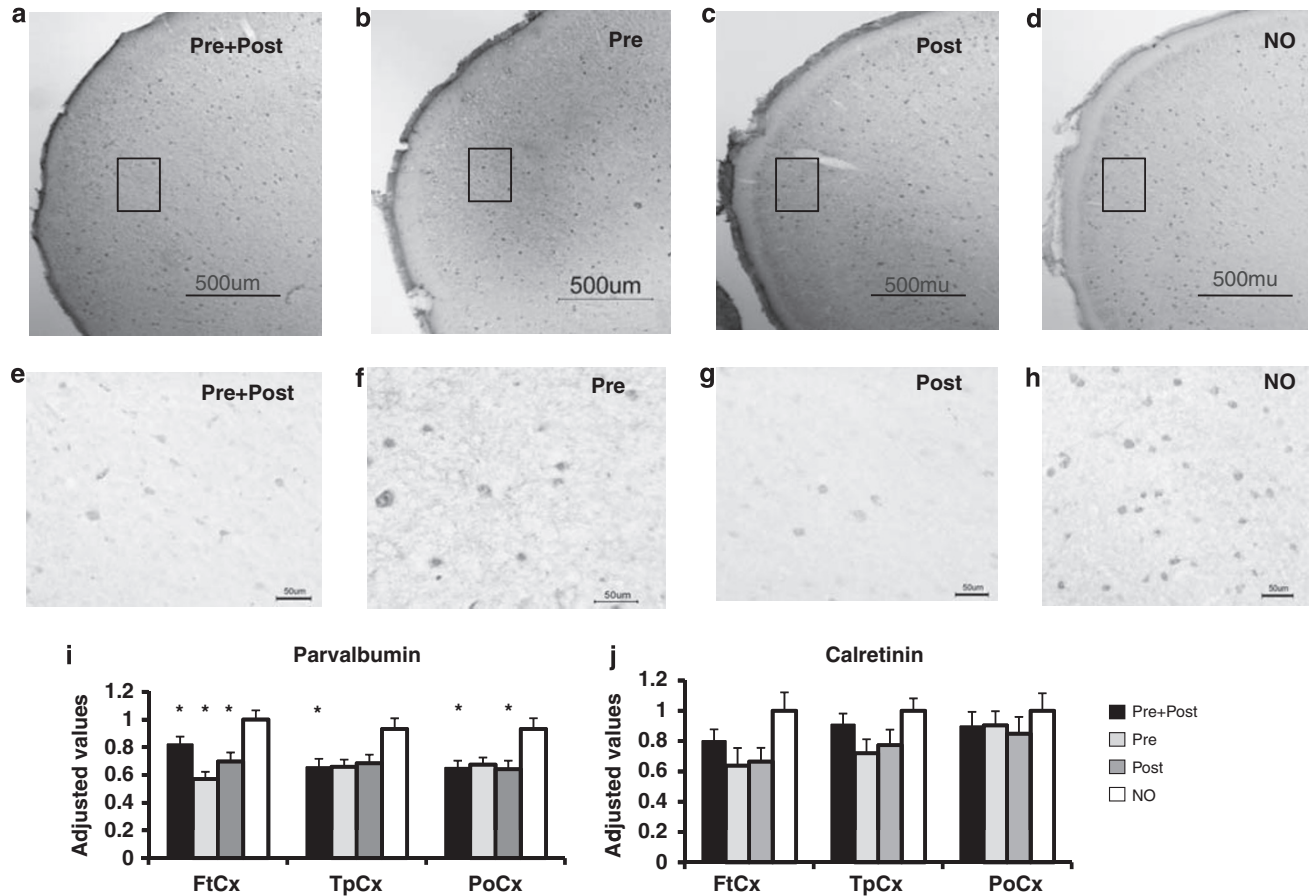 a
Pre+Post
500um
b
Pre
500um
c
Post
500mu
d
NO
500mu
e
Pre+Post
50um
f
Pre
50um
g
Post
50um
h
NO
50um
i
Parvalbumin
Adjusted values
1.2
1
0.8
0.6
0.4
0.2
0
* * *
*
* *
FtCx TpCx PoCx
j
Calretinin
Adjusted values
1.2
1
0.8
0.6
0.4
0.2
0
FtCx TpCx PoCx
Pre+Post
Pre
Post
NO